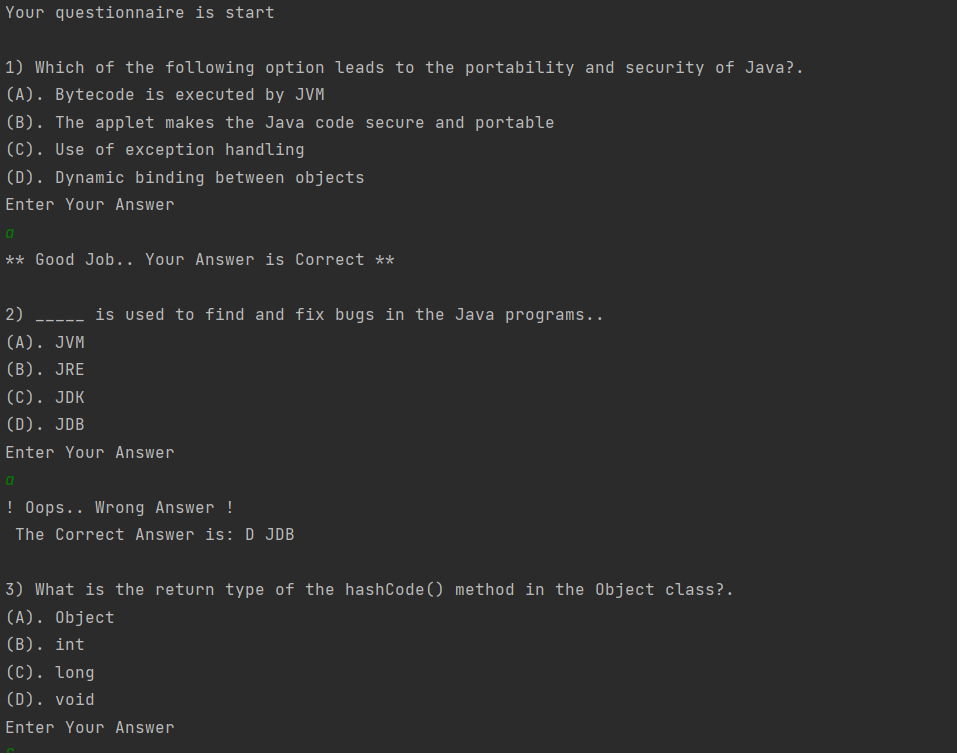 Your questionnaire is start
1) Which of the following option leads to the portability and security of Java?.
(A). Bytecode is executed by JVM
(B). The applet makes the Java code secure and portable
(C). Use of exception handling
(D). Dynamic binding between objects
Enter Your Answer
a
** Good Job.. Your Answer is Correct **
2) _____ is used to find and fix bugs in the Java programs..
(A). JVM
(B). JRE
(C). JDK
(D). JDB
Enter Your Answer
a
! Oops.. Wrong Answer !
The Correct Answer is: D JDB
3) What is the return type of the hashCode() method in the Object class?.
(A). Object
(B). int
(C). long
(D). void
Enter Your Answer